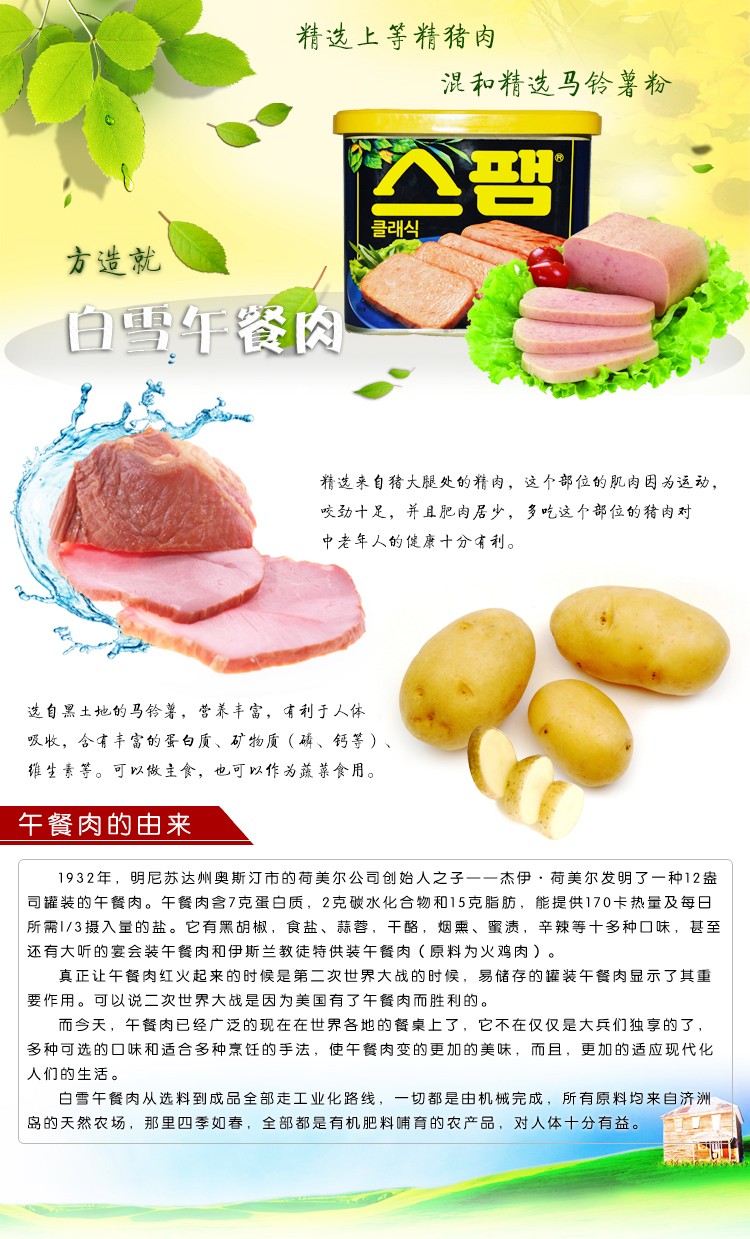 精选上等精猪肉
混和精选马铃薯粉
스팸®
클래식
方造就
白雪午餐肉
精选来自猪大腿处的精肉，这个部位的肌肉因为运动，
咬劲十足，并且肥肉居少，多吃这个部位的猪肉对
中老年人的健康十分有利。
选自黑土地的马铃薯，营养丰富，有利于人体
吸收，含有丰富的蛋白质、矿物质（磷、钙等）、
维生素等。可以做主食，也可以作为蔬菜食用。
午餐肉的由来
1932年，明尼苏达州奥斯汀市的荷美尔公司创始人之子——杰伊·荷美尔发明了一种12盎
司罐装的午餐肉。午餐肉含7克蛋白质，2克碳水化合物和15克脂肪，能提供170卡热量及每日
所需1/3摄入量的盐。它有黑胡椒，食盐、蒜蓉，干酪，烟熏、蜜渍，辛辣等十多种口味，甚至
还有大听的宴会装午餐肉和伊斯兰教徒特供装午餐肉（原料为火鸡肉）。
真正让午餐肉红火起来的时候是第二次世界大战的时候，易储存的罐装午餐肉显示了其重
要作用。可以说二次世界大战是因为美国有了午餐肉而胜利的。
而今天，午餐肉已经广泛的现在在世界各地的餐桌上了，它不在仅仅是大兵们独享的了，
多种可选的口味和适合多种烹饪的手法，使午餐肉变的更加的美味，而且，更加的适应现代化
人们的生活。
白雪午餐肉从选料到成品全部走工业化路线，一切都是由机械完成，所有原料均来自济洲
岛的天然农场，那里四季如春，全部都是有机肥料哺育的农产品，对人体十分有益。